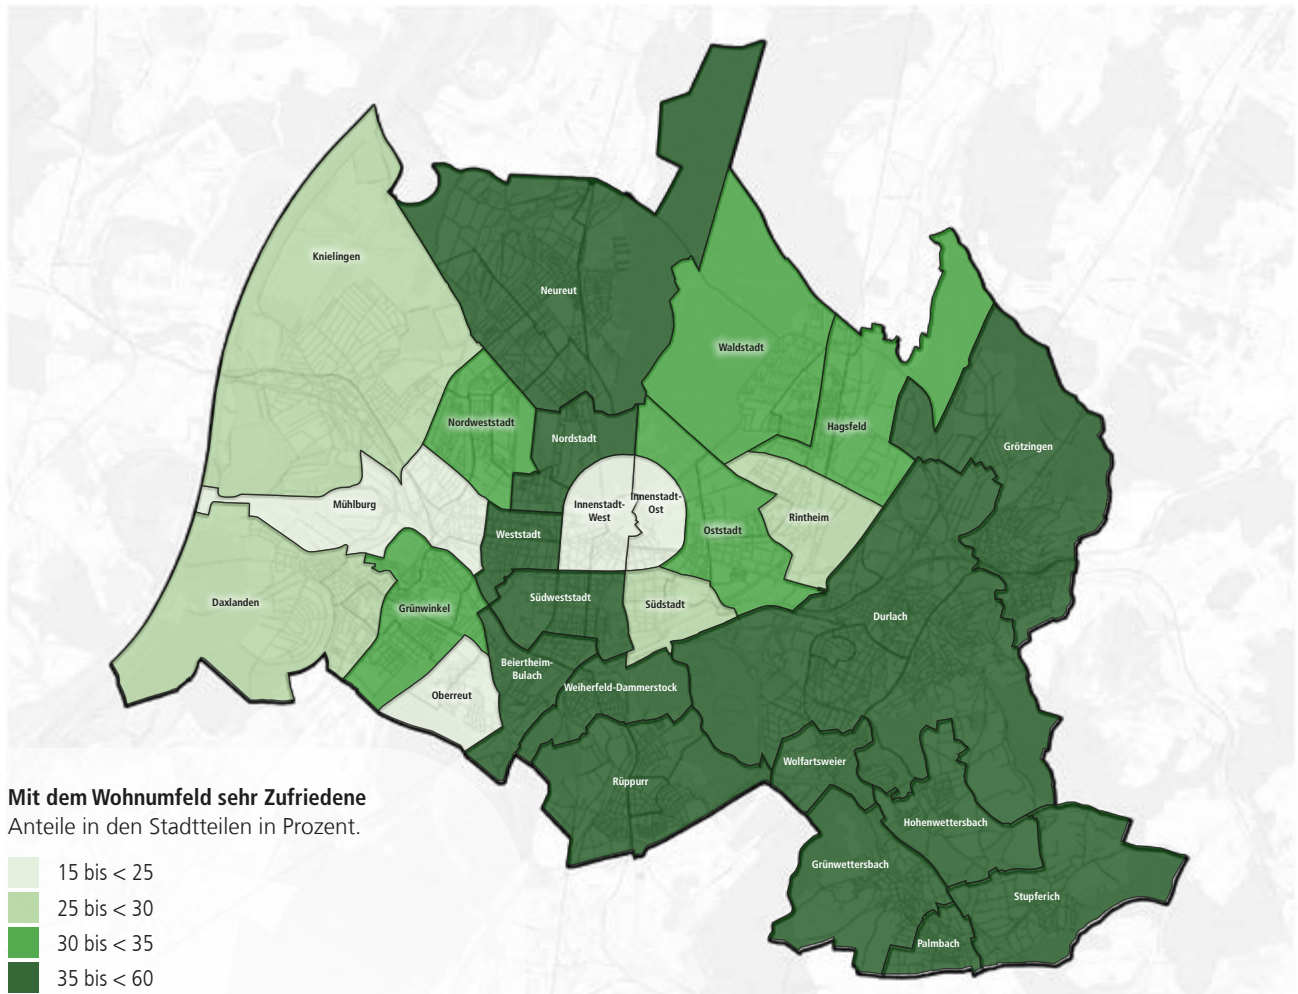 Knielingen
Neureut
Waldstadt
Nordweststadt
Hagsfeld
Nordstadt
Grötzingen
Mühlburg
Innenstadt-
West
Innenstadt-
Ost
Rintheim
Weststadt
Oststadt
Südweststadt
Daxlanden
Südstadt
Grünwinkel
Durlach
Beiertheim-
Bulach
Weiherfeld-Dammerstock
Oberreut
Wolfartsweier
Rüppurr
Hohenwettersbach
Grünwettersbach
Stupferich
Palmbach
Mit dem Wohnumfeld sehr Zufriedene
Anteile in den Stadtteilen in Prozent.
15 bis < 25
25 bis < 30
30 bis < 35
35 bis < 60